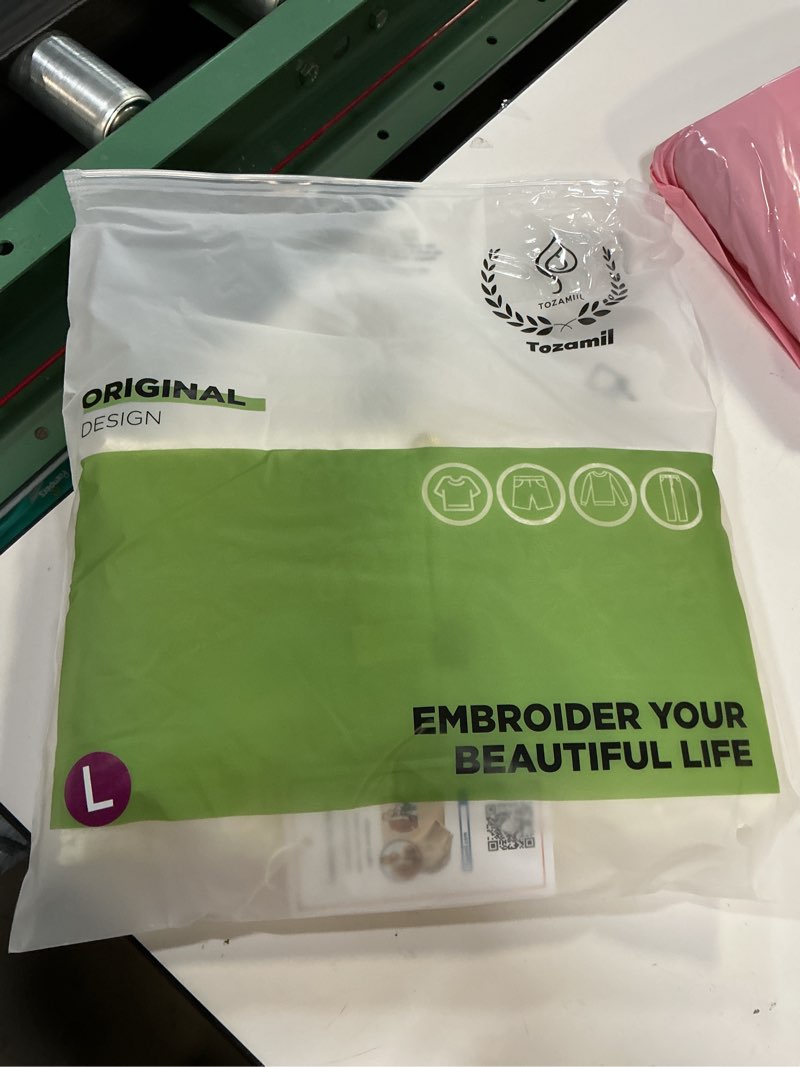 TOZAMIL
Tozamil
ORIGINAL
DESIGN
EMBROIDER YOUR
BEAUTIFUL LIFE
L